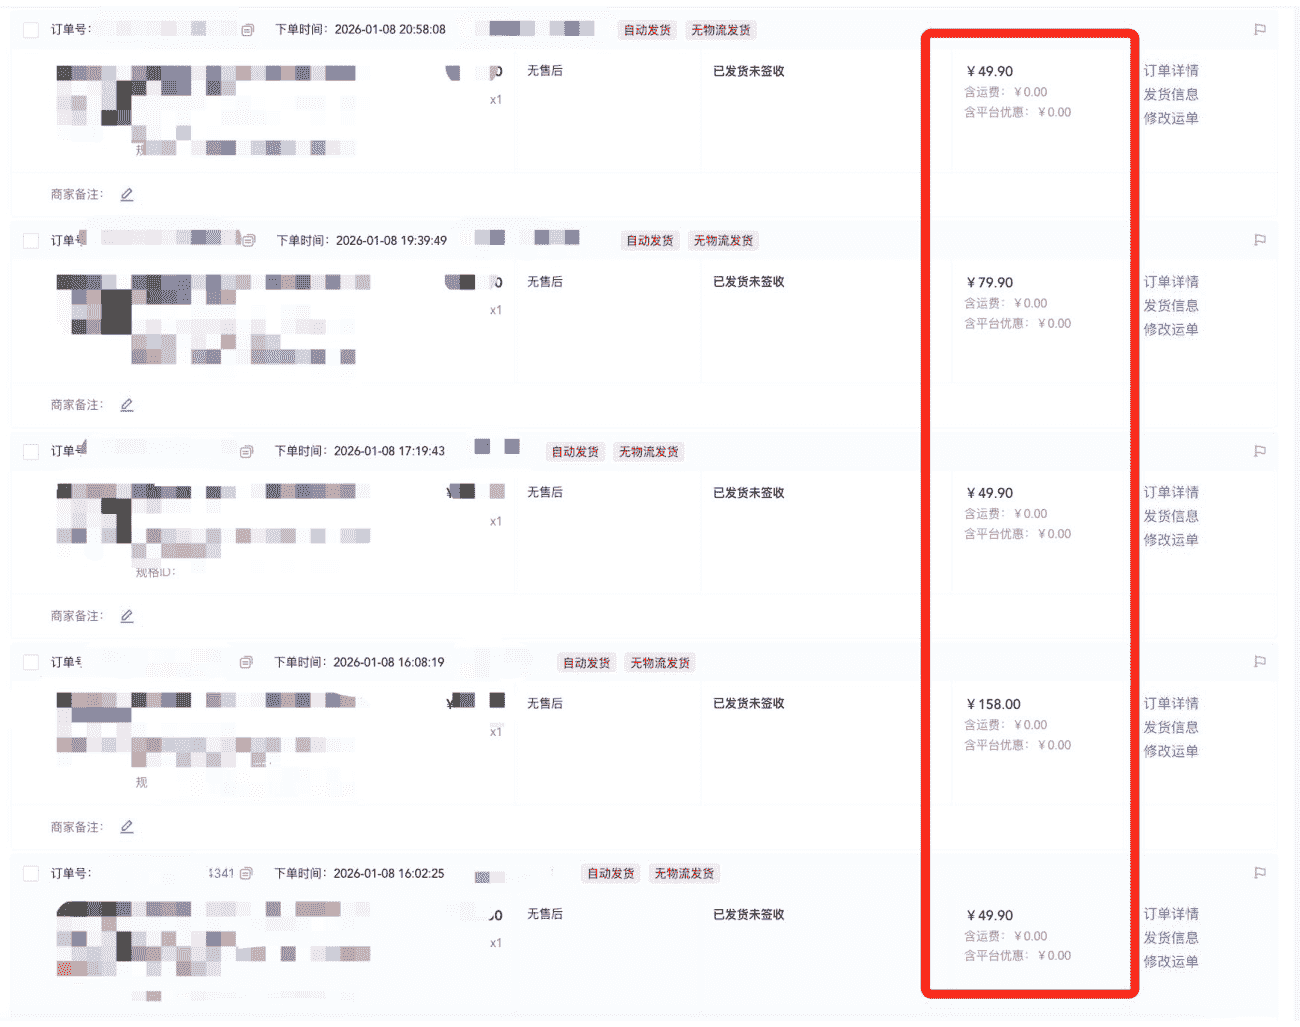 订单号： 下单时间：2026-01-08 20:58:08 自动发货 无物流发货
0 无售后 已发货未签收 ¥49.90 订单详情
x1 含运费：¥0.00 发货信息
含平台优惠：¥0.00 修改运单
规
商家备注：
订单号 下单时间：2026-01-08 19:39:49 自动发货 无物流发货
0 无售后 已发货未签收 ¥79.90 订单详情
x1 含运费：¥0.00 发货信息
含平台优惠：¥0.00 修改运单
商家备注：
订单号 下单时间：2026-01-08 17:19:43 自动发货 无物流发货
¥ 无售后 已发货未签收 ¥49.90 订单详情
x1 含运费：¥0.00 发货信息
含平台优惠：¥0.00 修改运单
规格ID：
商家备注：
订单号 下单时间：2026-01-08 16:08:19 自动发货 无物流发货
¥ 无售后 已发货未签收 ¥158.00 订单详情
x1 含运费：¥0.00 发货信息
含平台优惠：¥0.00 修改运单
规
商家备注：
订单号： 4341 下单时间：2026-01-08 16:02:25 自动发货 无物流发货
0 无售后 已发货未签收 ¥49.90 订单详情
x1 含运费：¥0.00 发货信息
含平台优惠：¥0.00 修改运单